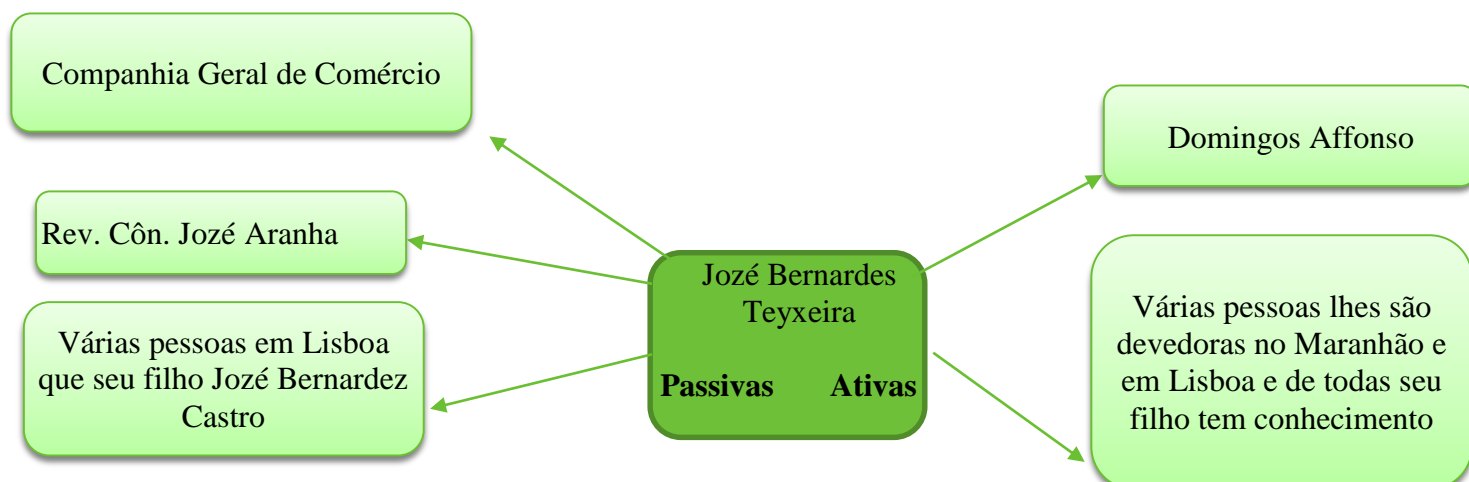 Companhia Geral de Comércio
Rev. Côn. Jozé Aranha
Várias pessoas em Lisboa
que seu filho Jozé Bernardez
Castro
Jozé Bernardes
Teyxeira
Passivas Ativas
Domingos Affonso
Várias pessoas lhes são
devedoras no Maranhão e
em Lisboa e de todas seu
filho tem conhecimento